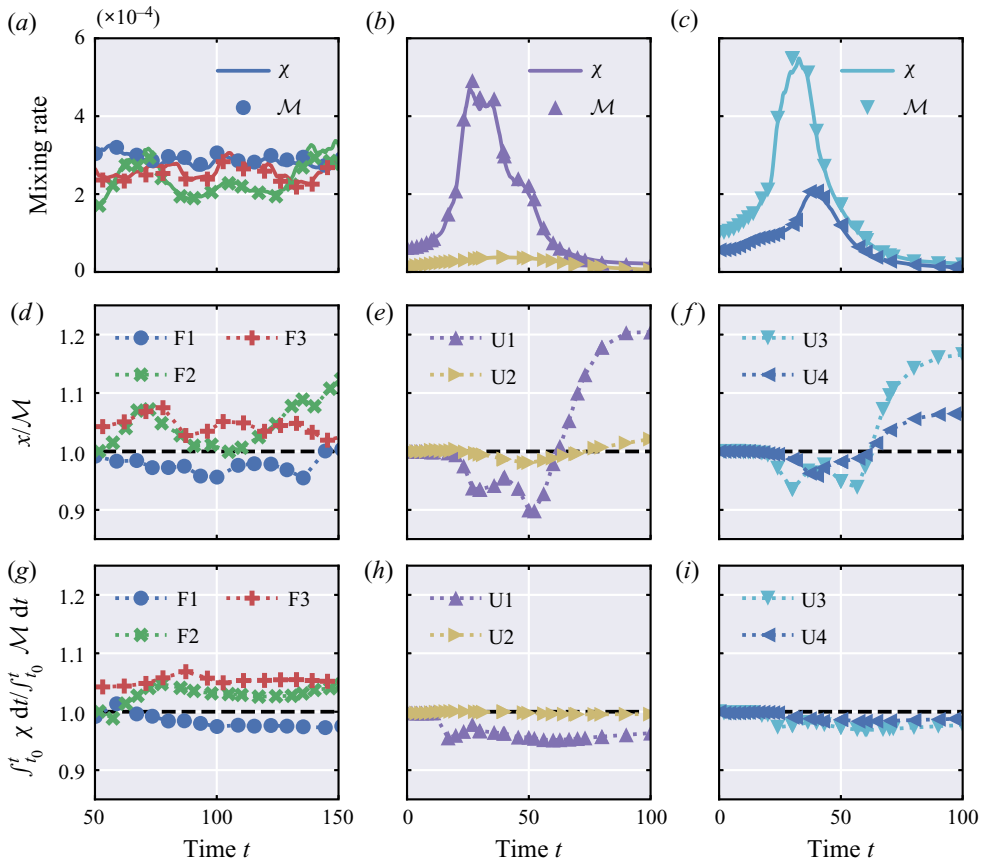 (a)
(×10⁻⁴)
(b)
(c)
6
4
2
0
Mixing rate
χ
ℳ
χ
ℳ
χ
ℳ
(d)
(e)
(f)
1.2
1.1
1.0
0.9
x/ℳ
F1
F3
F2
U1
U2
U3
U4
(g)
(h)
(i)
1.2
1.1
1.0
0.9
∫ᵗₜ₀ χ dt/∫ᵗₜ₀ ℳ dt
F1
F3
F2
U1
U2
U3
U4
50 100 150
0 50 100
0 50 100
Time t
Time t
Time t